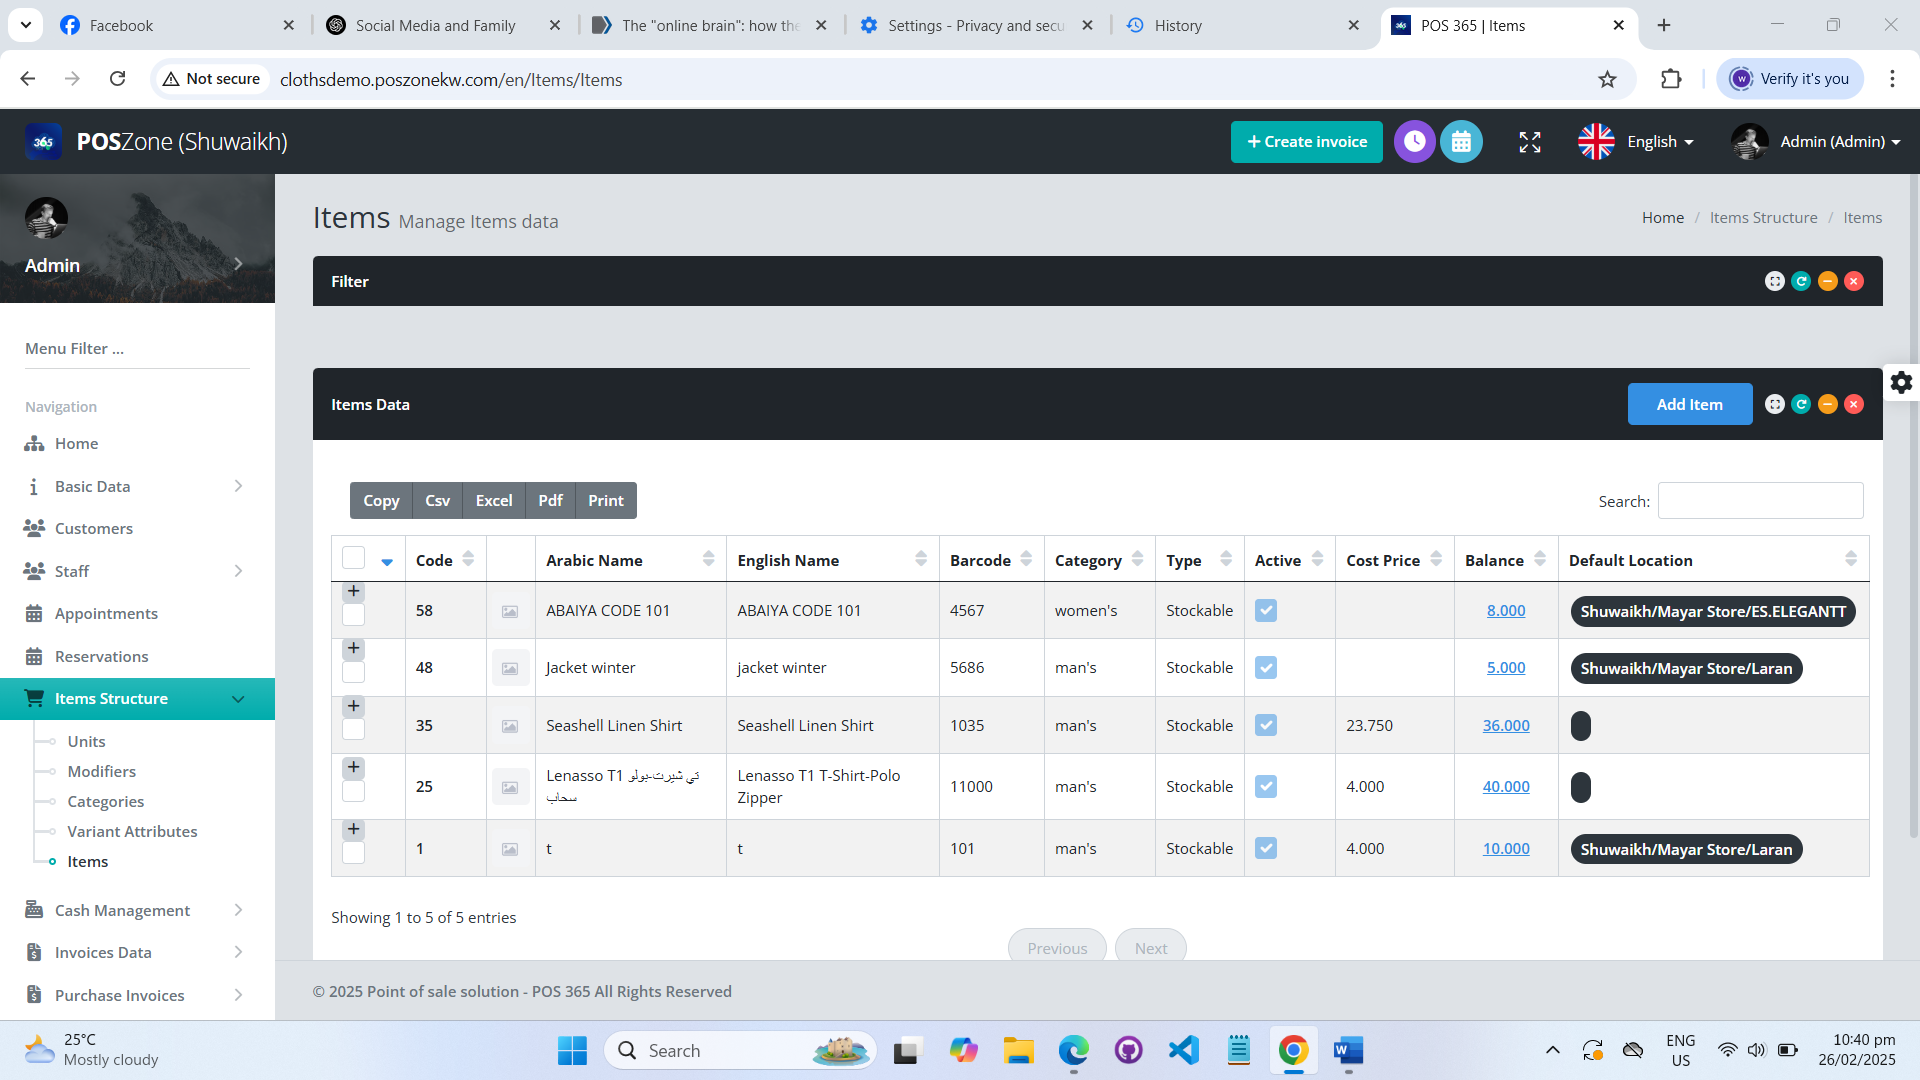 Facebook
Social Media and Family
The "online brain": how the
Settings - Privacy and secu
History
POS 365 | Items
Not secure
clothsdemo.poszonekw.com/en/Items/Items
Verify it's you
365
POSZone (Shuwaikh)
+ Create invoice
English
Admin (Admin)
Admin
Menu Filter ...
Navigation
Home
Basic Data
Customers
Staff
Appointments
Reservations
Items Structure
Units
Modifiers
Categories
Variant Attributes
Items
Cash Management
Invoices Data
Purchase Invoices
Items Manage Items data
Home / Items Structure / Items
Filter
Items Data
Add Item
Copy Csv Excel Pdf Print
Search:
Code Arabic Name English Name Barcode Category Type Active Cost Price Balance Default Location
58 ABAIYA CODE 101 ABAIYA CODE 101 4567 women's Stockable 8.000 Shuwaikh/Mayar Store/ES.ELEGANTT
48 Jacket winter jacket winter 5686 man's Stockable 5.000 Shuwaikh/Mayar Store/Laran
35 Seashell Linen Shirt Seashell Linen Shirt 1035 man's Stockable 23.750 36.000
25 Lenasso T1 تي شيرت-بولو سحاب Lenasso T1 T-Shirt-Polo Zipper 11000 man's Stockable 4.000 40.000
1 t t 101 man's Stockable 4.000 10.000 Shuwaikh/Mayar Store/Laran
Showing 1 to 5 of 5 entries
Previous Next
© 2025 Point of sale solution - POS 365 All Rights Reserved
25°C
Mostly cloudy
Search
ENG
US
10:40 pm
26/02/2025